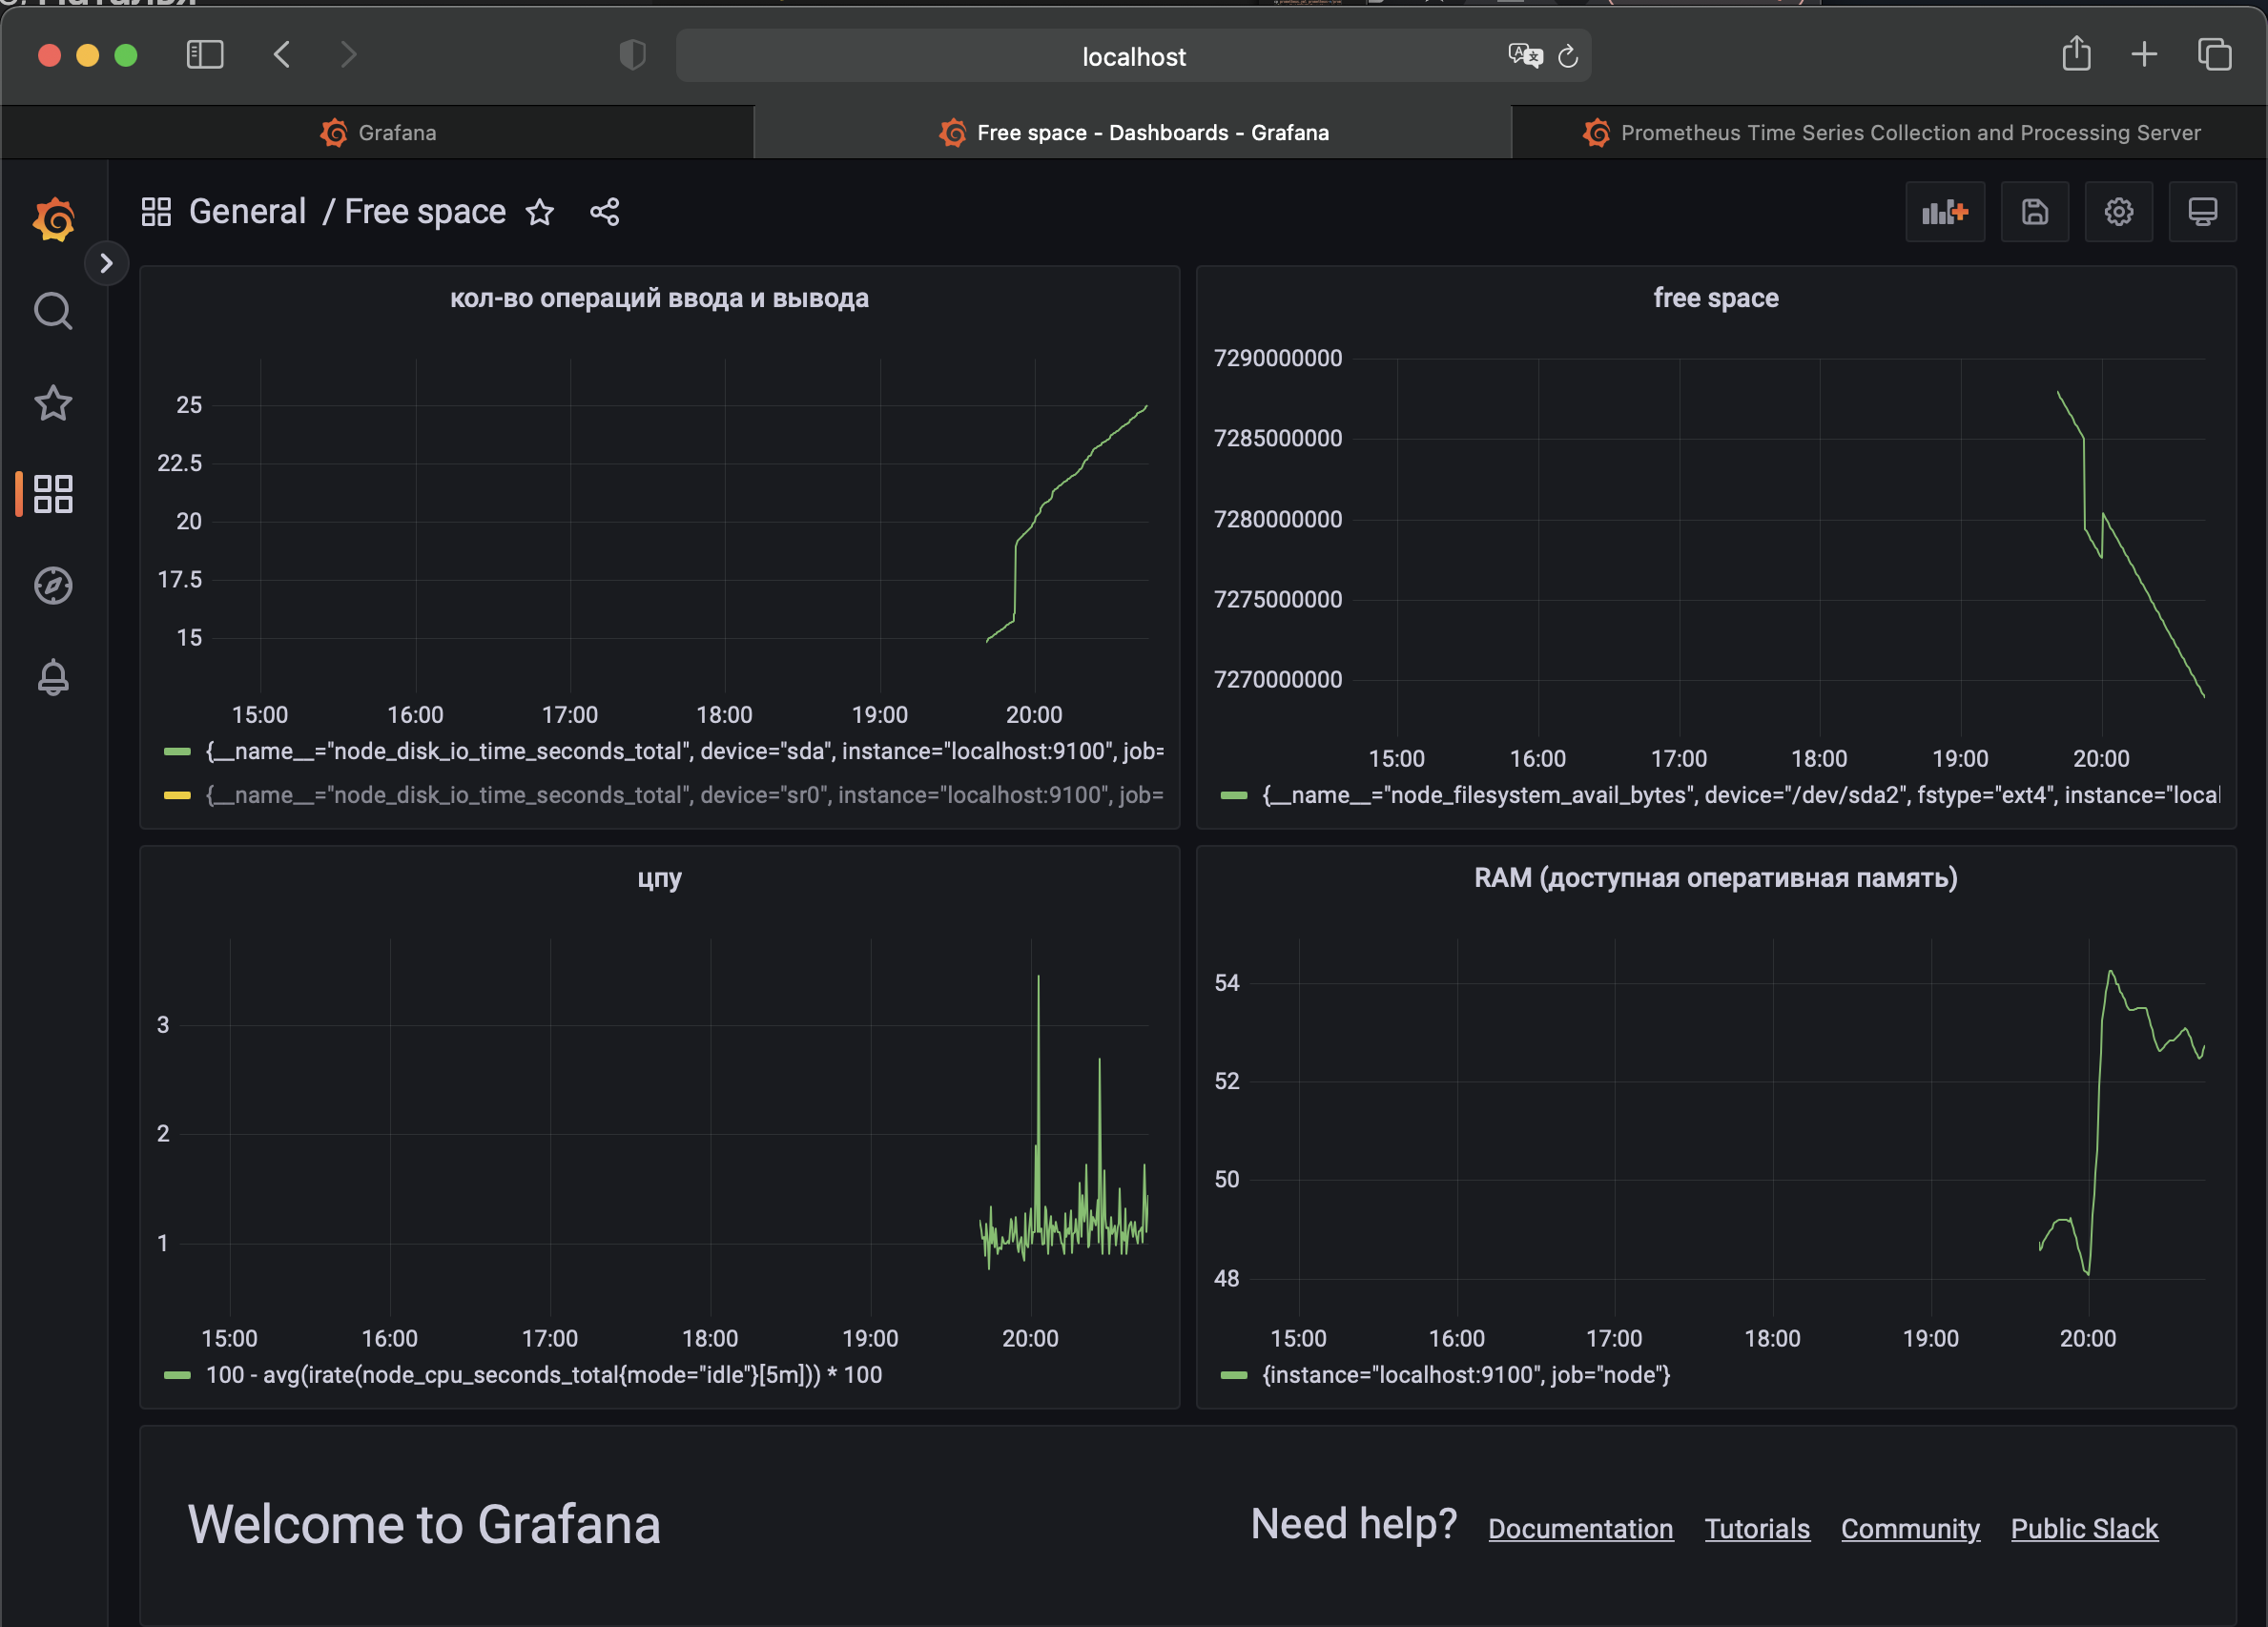 Наталья
localhost
Grafana
Free space - Dashboards - Grafana
Prometheus Time Series Collection and Processing Server
General / Free space
кол-во операций ввода и вывода
25
22.5
20
17.5
15
15:00 16:00 17:00 18:00 19:00 20:00
{__name__="node_disk_io_time_seconds_total", device="sda", instance="localhost:9100", job=
{__name__="node_disk_io_time_seconds_total", device="sr0", instance="localhost:9100", job=
free space
7290000000
7285000000
7280000000
7275000000
7270000000
15:00 16:00 17:00 18:00 19:00 20:00
{__name__="node_filesystem_avail_bytes", device="/dev/sda2", fstype="ext4", instance="local
цпу
3
2
1
15:00 16:00 17:00 18:00 19:00 20:00
100 - avg(irate(node_cpu_seconds_total{mode="idle"}[5m])) * 100
RAM (доступная оперативная память)
54
52
50
48
15:00 16:00 17:00 18:00 19:00 20:00
{instance="localhost:9100", job="node"}
Welcome to Grafana
Need help? Documentation Tutorials Community Public Slack